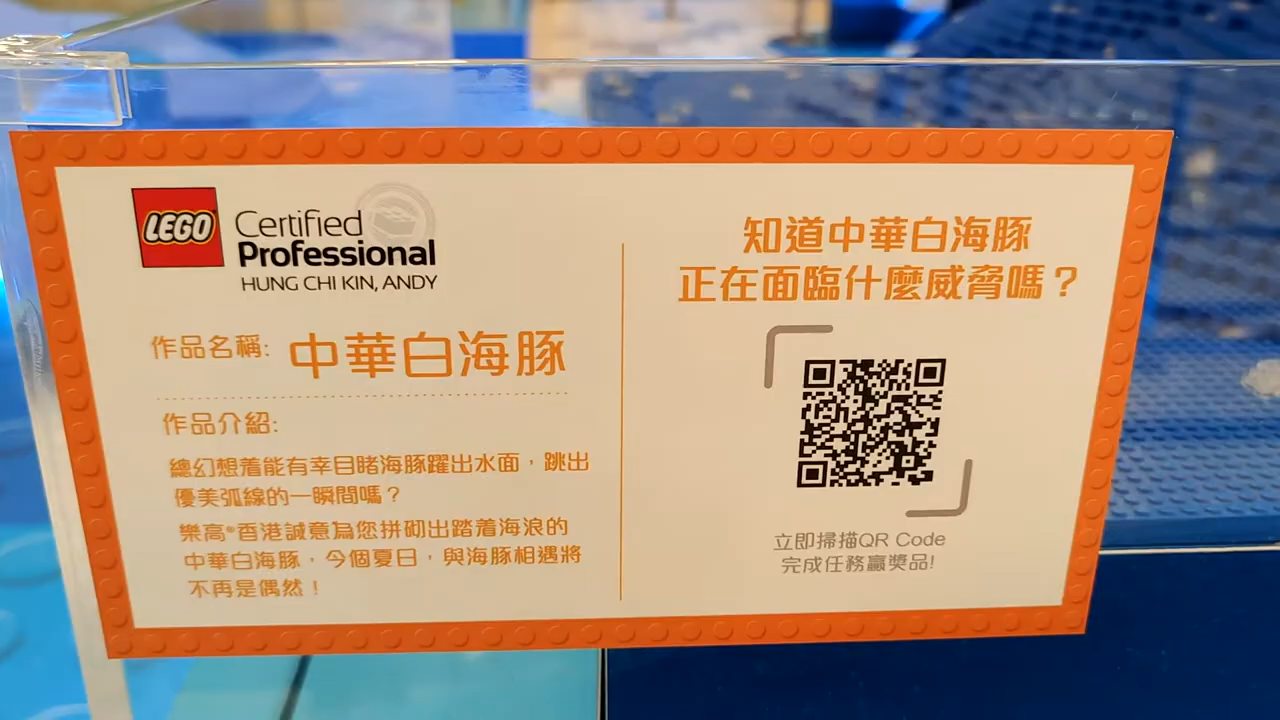 LEGO
Certified
Professional
HUNG CHI KIN, ANDY
作品名稱: 中華白海豚
作品介紹:
總幻想着能有幸目睹海豚躍出水面，跳出
優美弧線的一瞬間嗎？
樂高®香港誠意為您拼砌出踏着海浪的
中華白海豚，今個夏日，與海豚相遇將
不再是偶然！
知道中華白海豚
正在面臨什麼威脅嗎？
立即掃描QR Code
完成任務贏獎品!